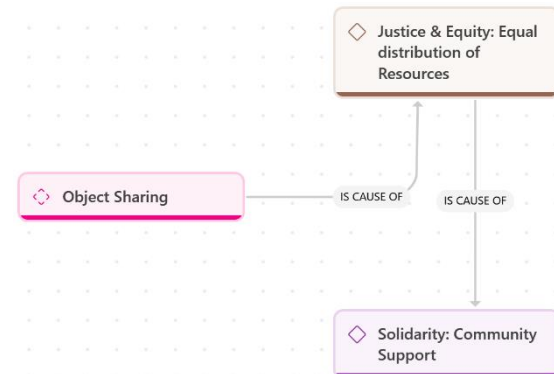 Justice & Equity: Equal
distribution of
Resources
Object Sharing
IS CAUSE OF
IS CAUSE OF
Solidarity: Community
Support